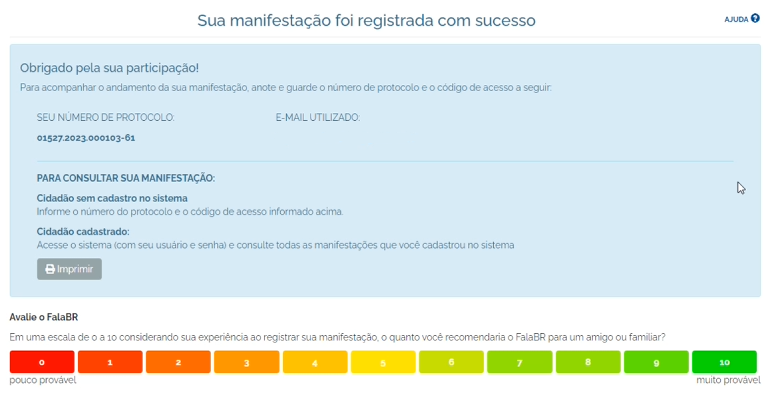 Sua manifestação foi registrada com sucesso
AJUDA ?
Obrigado pela sua participação!
Para acompanhar o andamento da sua manifestação, anote e guarde o número de protocolo e o código de acesso a seguir:
SEU NÚMERO DE PROTOCOLO: E-MAIL UTILIZADO:
01527.2023.000103-61
PARA CONSULTAR SUA MANIFESTAÇÃO:
Cidadão sem cadastro no sistema
Informe o número do protocolo e o código de acesso informado acima.
Cidadão cadastrado:
Acesse o sistema (com seu usuário e senha) e consulte todas as manifestações que você cadastrou no sistema
Imprimir
Avalie o FalaBR
Em uma escala de 0 a 10 considerando sua experiência ao registrar sua manifestação, o quanto você recomendaria o FalaBR para um amigo ou familiar?
0 1 2 3 4 5 6 7 8 9 10
pouco provável muito provável